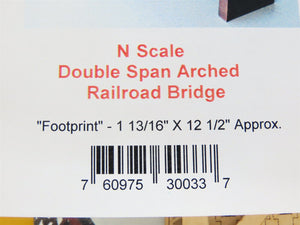 N Scale
Double Span Arched
Railroad Bridge
"Footprint" - 1 13/16" X 12 1/2" Approx.
7 60975 30033 7